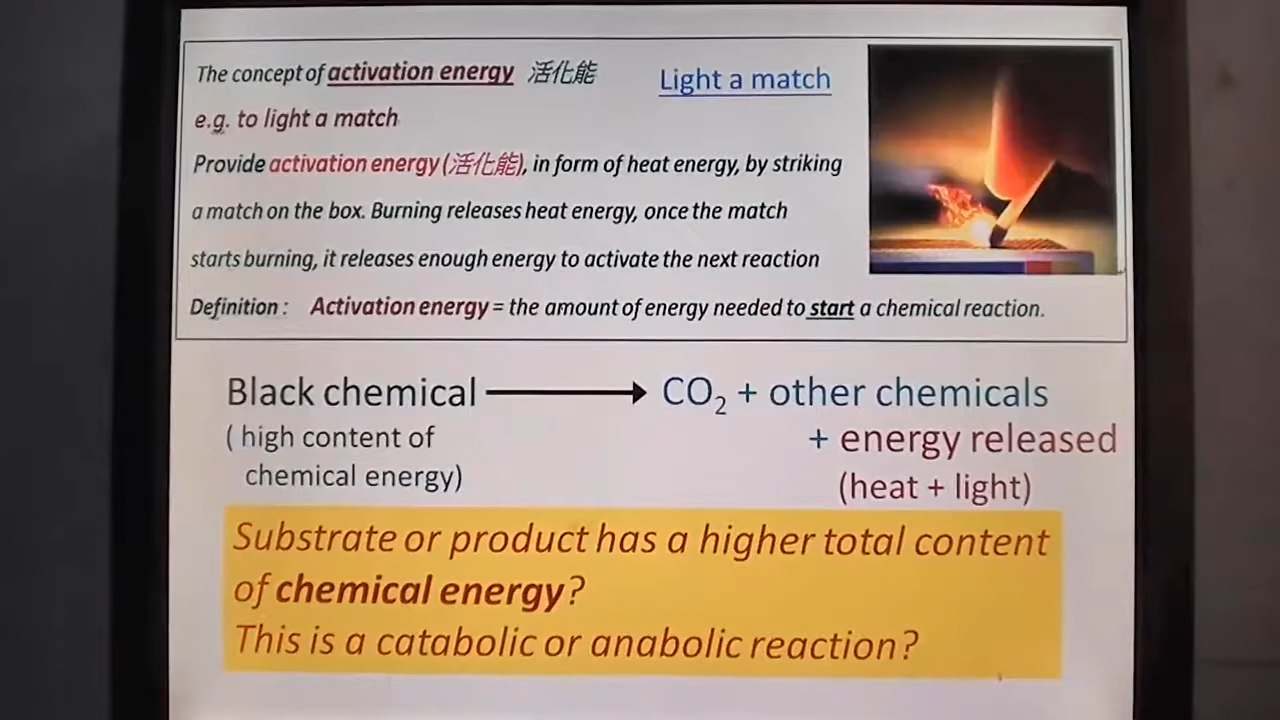 The concept of activation energy 活化能 Light a match
e.g. to light a match
Provide activation energy (活化能), in form of heat energy, by striking
a match on the box. Burning releases heat energy, once the match
starts burning, it releases enough energy to activate the next reaction
Definition : Activation energy = the amount of energy needed to start a chemical reaction.
Black chemical → CO₂ + other chemicals
( high content of
chemical energy)
+ energy released
(heat + light)
Substrate or product has a higher total content
of chemical energy?
This is a catabolic or anabolic reaction?